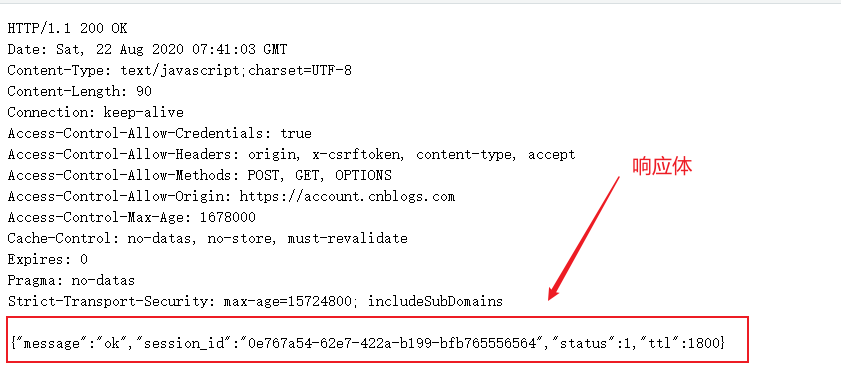 HTTP/1.1 200 OK
Date: Sat, 22 Aug 2020 07:41:03 GMT
Content-Type: text/javascript;charset=UTF-8
Content-Length: 90
Connection: keep-alive
Access-Control-Allow-Credentials: true
Access-Control-Allow-Headers: origin, x-csrftoken, content-type, accept
Access-Control-Allow-Methods: POST, GET, OPTIONS
Access-Control-Allow-Origin: https://account.cnblogs.com
Access-Control-Max-Age: 1678000
Cache-Control: no-datas, no-store, must-revalidate
Expires: 0
Pragma: no-datas
Strict-Transport-Security: max-age=15724800; includeSubDomains
响应体
{"message":"ok","session_id":"0e767a54-62e7-422a-b199-bfb765556564","status":1,"ttl":1800}